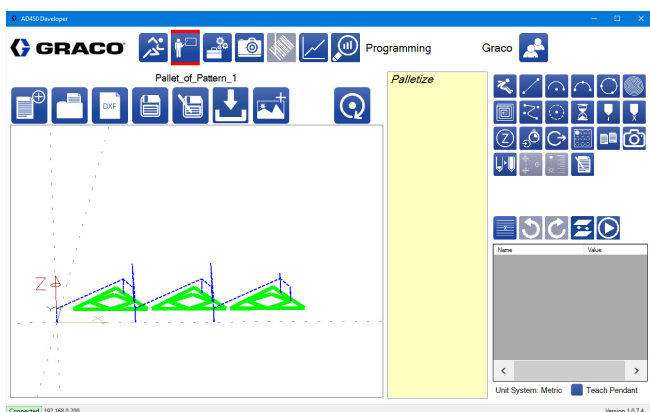 AD450 Developer
GRACO
Programming
Graco
Pallet_of_Pattern_1
Palletize
DXF
Z
X
Z
Name
Value
Unit System: Metric
Teach Pendant
Connected
192.168.0.200
Version 1.0.7.4